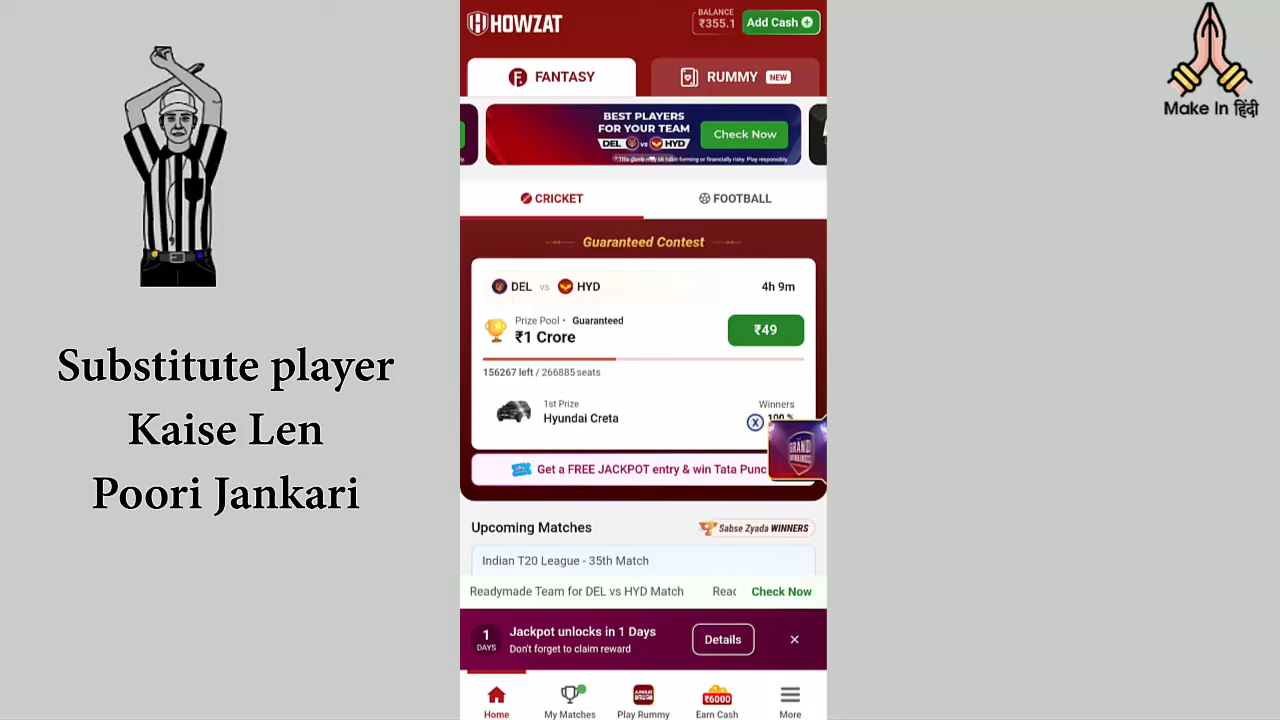 HOWZAT
BALANCE
₹355.1
Add Cash
FANTASY
RUMMY NEW
BEST PLAYERS
FOR YOUR TEAM
DEL vs HYD
Check Now
CRICKET
FOOTBALL
Guaranteed Contest
DEL vs HYD
4h 9m
Prize Pool • Guaranteed
₹1 Crore
₹49
156267 left / 266885 seats
1st Prize
Hyundai Creta
Winners
100 %
GRAND
Get a FREE JACKPOT entry & win Tata Punc
Upcoming Matches
Sabse Zyada WINNERS
Indian T20 League - 35th Match
Readymade Team for DEL vs HYD Match
Reac
Check Now
1
DAYS
Jackpot unlocks in 1 Days
Don't forget to claim reward
Details
Home
My Matches
Play Rummy
₹6000
Earn Cash
More
Substitute player
Kaise Len
Poori Jankari
Make In हिंदी